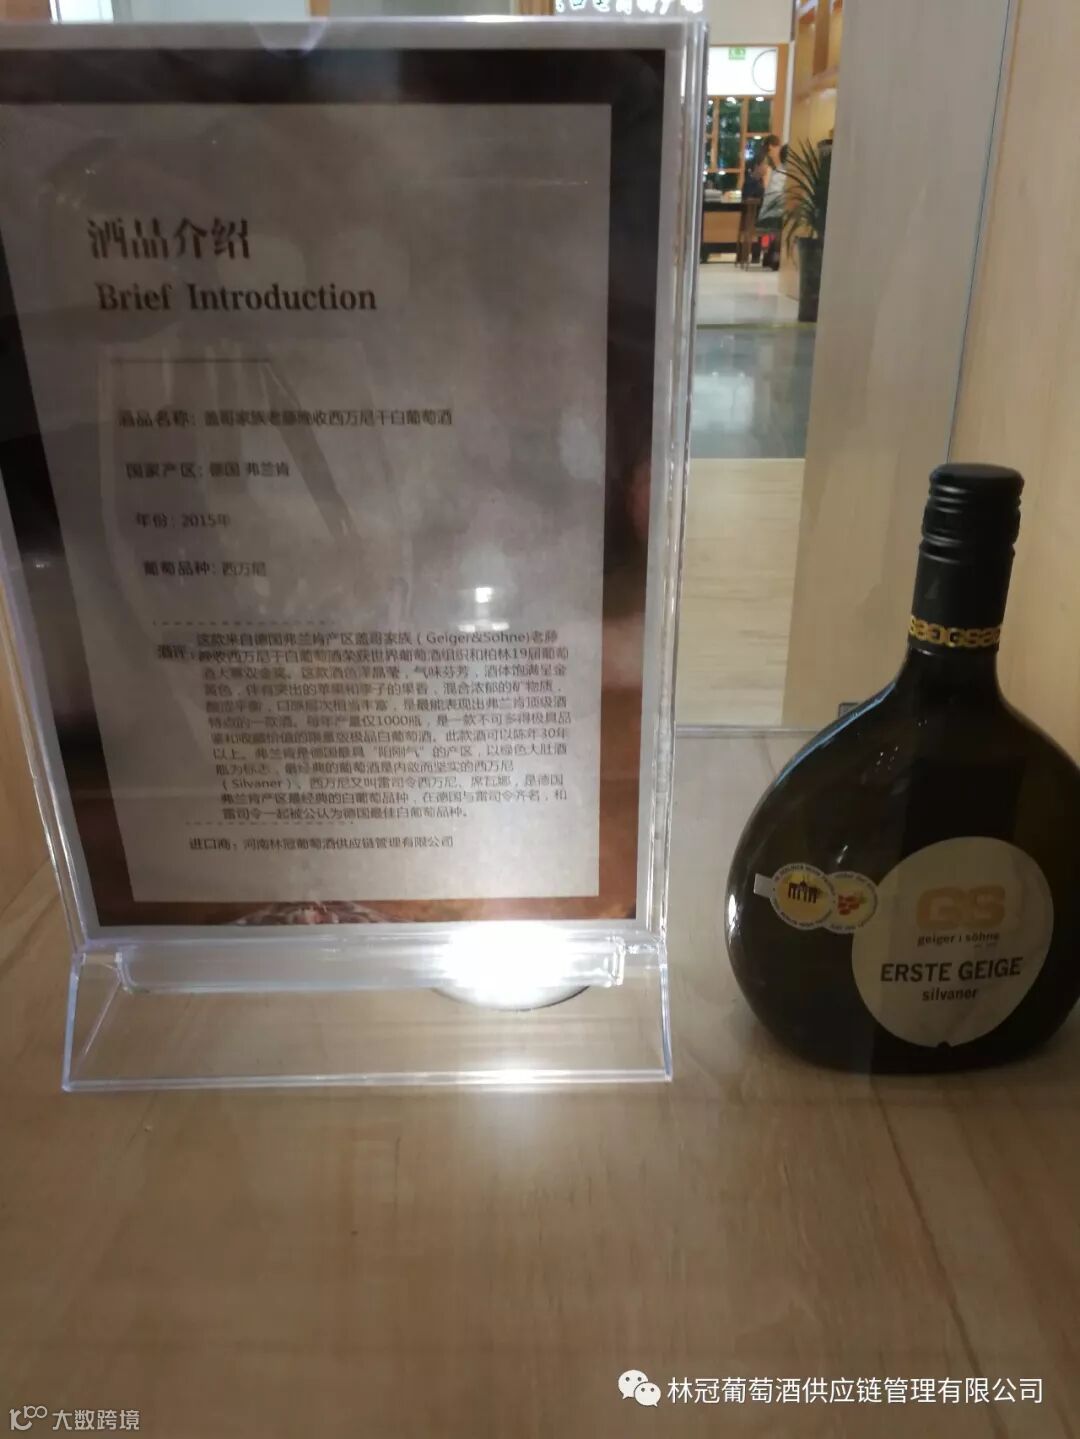 酒品介绍
Brief Introduction
酒品名称：盖哥家族老藤晚收西万尼干白葡萄酒
国家产区：德国 弗兰肯
年份：2015年
葡萄品种：西万尼
酒评：
这款来自德国弗兰肯产区盖哥家族（Geiger&Sohne)老藤
晚收西万尼干白葡萄酒荣获世界葡萄酒组织和柏林19届葡萄
酒大赛双金奖。这款酒色泽晶莹，气味芬芳，酒体饱满呈金
黄色，伴有突出的苹果和李子的果香，混合浓郁的矿物质，
酸涩平衡，口感层次相当丰富，是最能表现出弗兰肯顶级酒
特点的一款酒。每年产量仅1000瓶，是一款不可多得极具品
鉴和收藏价值的限量版极品白葡萄酒。此款酒可以陈年30年
以上。弗兰肯是德国最具“阳刚气”的产区，以绿色大肚酒
瓶为标志，最经典的葡萄酒是内敛而坚实的西万尼
（Silvaner）。西万尼又叫雷司令西万尼、席瓦娜，是德国
弗兰肯产区最经典的白葡萄品种，在德国与雷司令齐名，和
雷司令一起被公认为德国最佳白葡萄品种。
进口商：河南林冠葡萄酒供应链管理有限公司
GS
geiger & söhne
ERSTE GEIGE
silvaner
林冠葡萄酒供应链管理有限公司
大数跨境